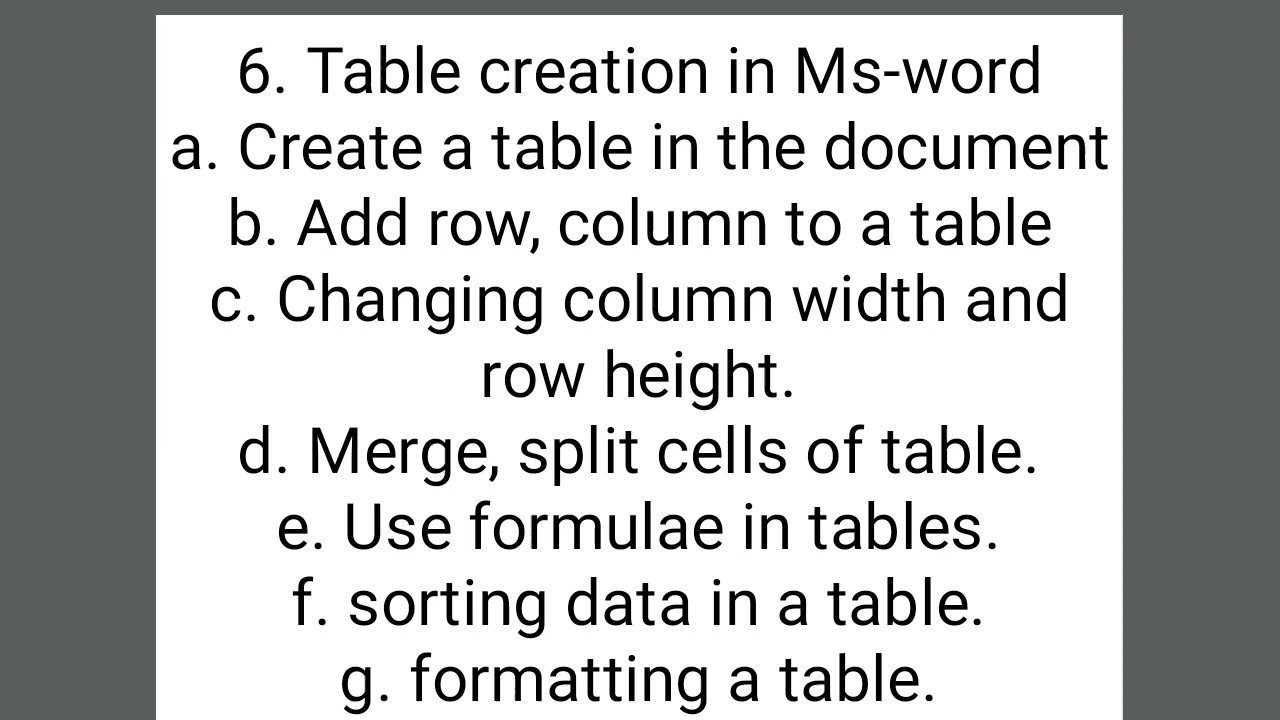 6. Table creation in Ms-word
a. Create a table in the document
b. Add row, column to a table
c. Changing column width and
row height.
d. Merge, split cells of table.
e. Use formulae in tables.
f. sorting data in a table.
g. formatting a table.